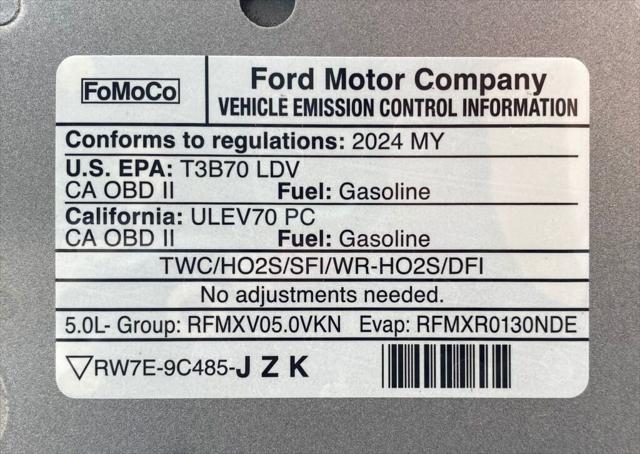 FoMoCo
Ford Motor Company
VEHICLE EMISSION CONTROL INFORMATION
Conforms to regulations: 2024 MY
U.S. EPA: T3B70 LDV
CA OBD II Fuel: Gasoline
California: ULEV70 PC
CA OBD II Fuel: Gasoline
TWC/HO2S/SFI/WR-HO2S/DFI
No adjustments needed.
5.0L- Group: RFMXV05.0VKN Evap: RFMXR0130NDE
RW7E-9C485-JZK